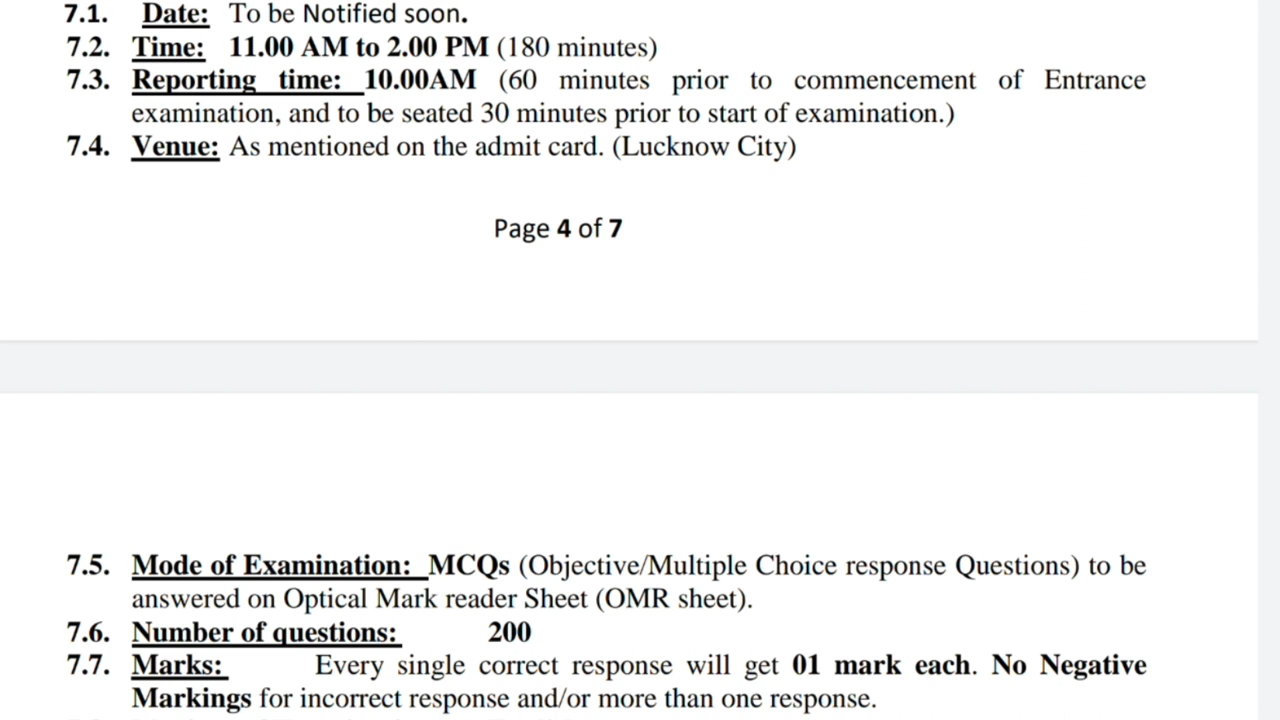 7.1. Date: To be Notified soon.
7.2. Time: 11.00 AM to 2.00 PM (180 minutes)
7.3. Reporting time: 10.00AM (60 minutes prior to commencement of Entrance
examination, and to be seated 30 minutes prior to start of examination.)
7.4. Venue: As mentioned on the admit card. (Lucknow City)
Page 4 of 7
7.5. Mode of Examination: MCQs (Objective/Multiple Choice response Questions) to be
answered on Optical Mark reader Sheet (OMR sheet).
7.6. Number of questions: 200
7.7. Marks: Every single correct response will get 01 mark each. No Negative
Markings for incorrect response and/or more than one response.